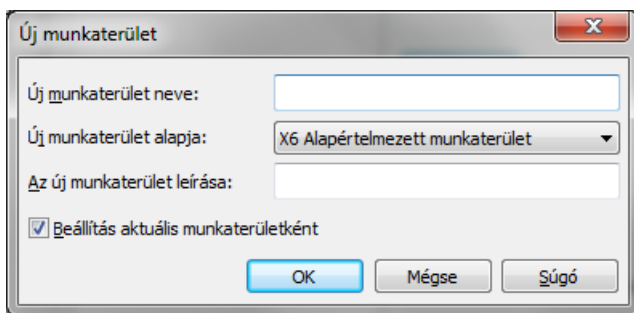 Új munkaterület
Új munkaterület neve:
Új munkaterület alapja: X6 Alapértelmezett munkaterület
Az új munkaterület leírása:
Beállítás aktuális munkaterületként
OK Mégse Súgó